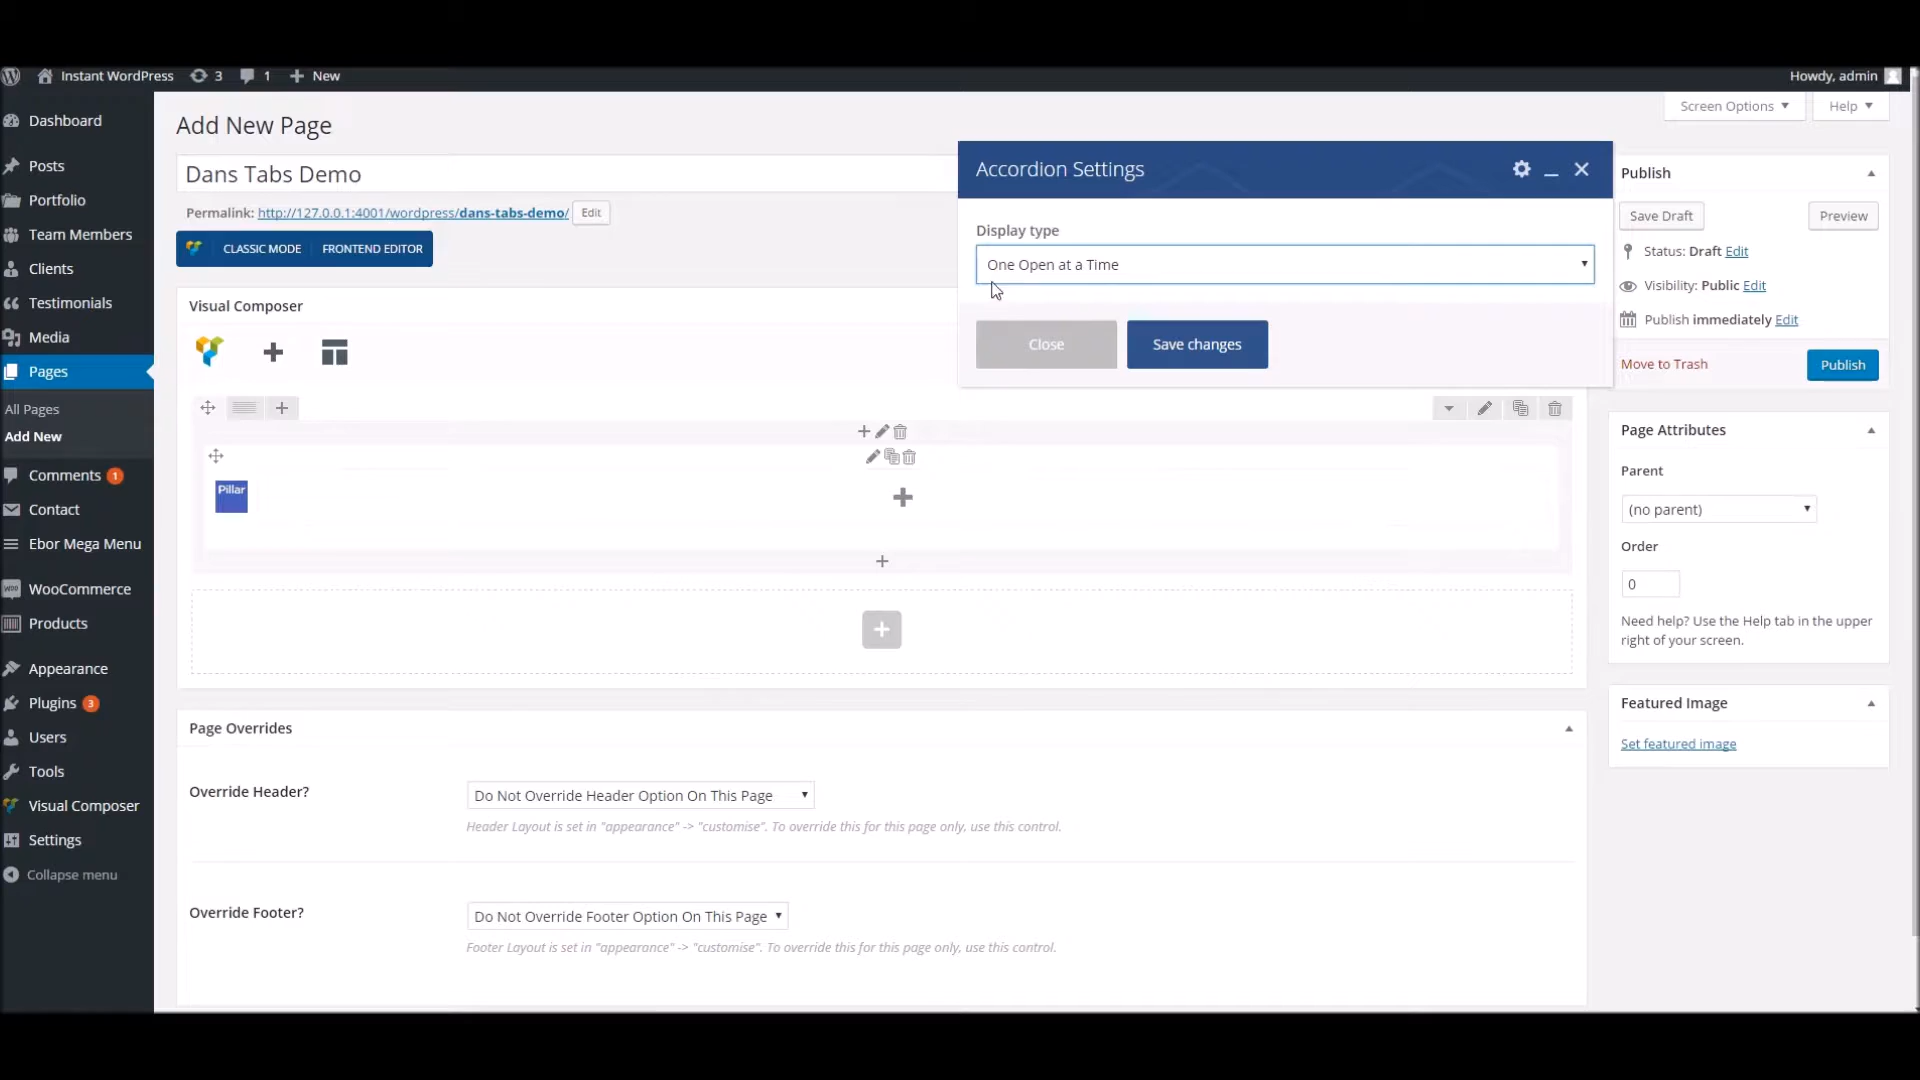 Instant WordPress 3 1 New Howdy, admin
Screen Options Help
Dashboard
Posts
Portfolio
Team Members
Clients
Testimonials
Media
Pages
All Pages
Add New
Comments 1
Contact
Ebor Mega Menu
WooCommerce
Products
Appearance
Plugins 3
Users
Tools
Visual Composer
Settings
Collapse menu
Add New Page
Dans Tabs Demo
Permalink: http://127.0.0.1:4001/wordpress/dans-tabs-demo/ Edit
CLASSIC MODE FRONTEND EDITOR
Visual Composer
Pillar
Accordion Settings
Display type
One Open at a Time
Close Save changes
Page Overrides
Override Header?
Do Not Override Header Option On This Page
Header Layout is set in "appearance" -> "customise". To override this for this page only, use this control.
Override Footer?
Do Not Override Footer Option On This Page
Footer Layout is set in "appearance" -> "customise". To override this for this page only, use this control.
Publish
Save Draft Preview
Status: Draft Edit
Visibility: Public Edit
Publish immediately Edit
Move to Trash Publish
Page Attributes
Parent
(no parent)
Order
0
Need help? Use the Help tab in the upper
right of your screen.
Featured Image
Set featured image